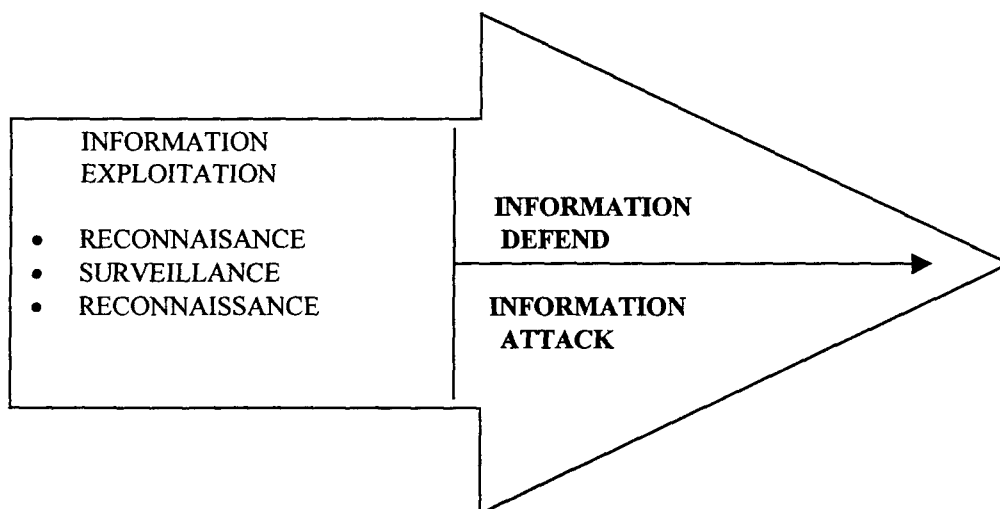 INFORMATION
EXPLOITATION
• RECONNAISANCE
• SURVEILLANCE
• RECONNAISSANCE
INFORMATION
DEFEND
INFORMATION
ATTACK